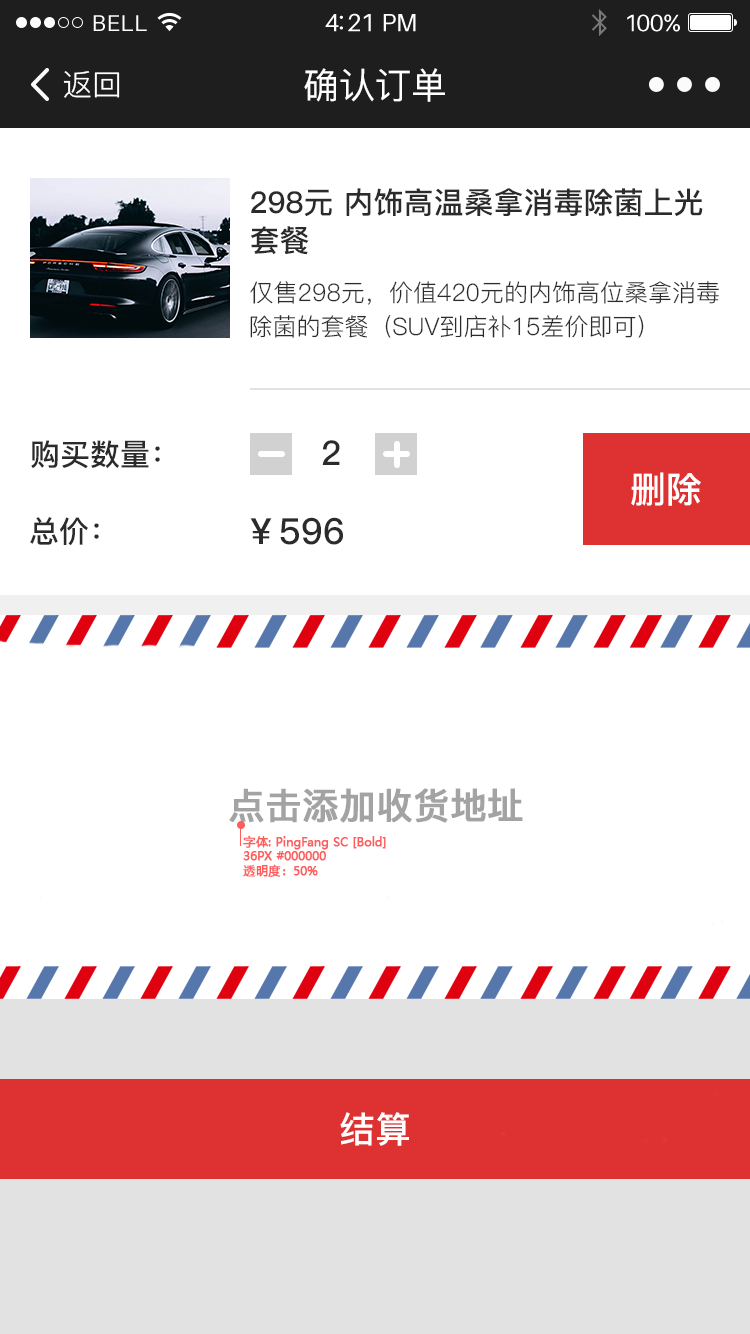 BELL
4:21 PM
100%
返回
确认订单
298元 内饰高温桑拿消毒除菌上光
套餐
仅售298元，价值420元的内饰高位桑拿消毒
除菌的套餐（SUV到店补15差价即可）
PORSCHE
购买数量：
2
删除
总价：
¥596
点击添加收货地址
字体: PingFang SC [Bold]
36PX #000000
透明度：50%
结算